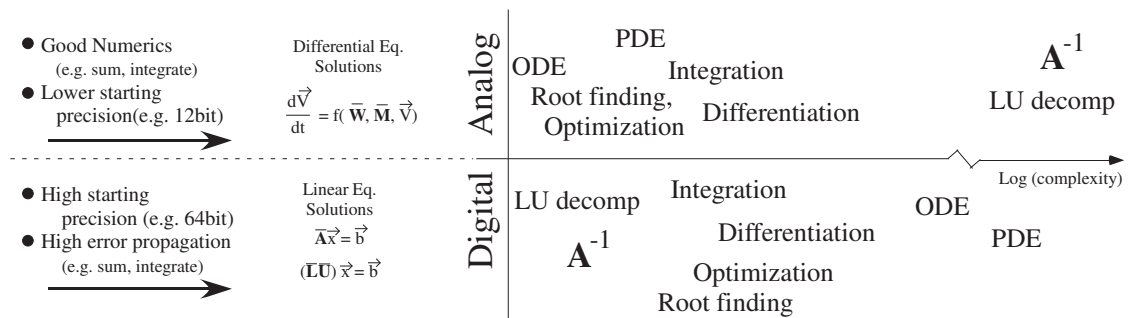 ● Good Numerics
(e.g. sum, integrate)
● Lower starting
precision(e.g. 12bit)
Differential Eq.
Solutions
dV⃗/dt = f( W̄, M̄, V⃗)
Analog
PDE
ODE
Integration
Root finding,
Optimization
Differentiation
A⁻¹
LU decomp
Log (complexity)
● High starting
precision (e.g. 64bit)
● High error propagation
(e.g. sum, integrate)
Linear Eq.
Solutions
Āx⃗ = b⃗
(L̄Ū) x⃗ = b⃗
Digital
LU decomp
A⁻¹
Integration
Differentiation
Optimization
Root finding
ODE
PDE